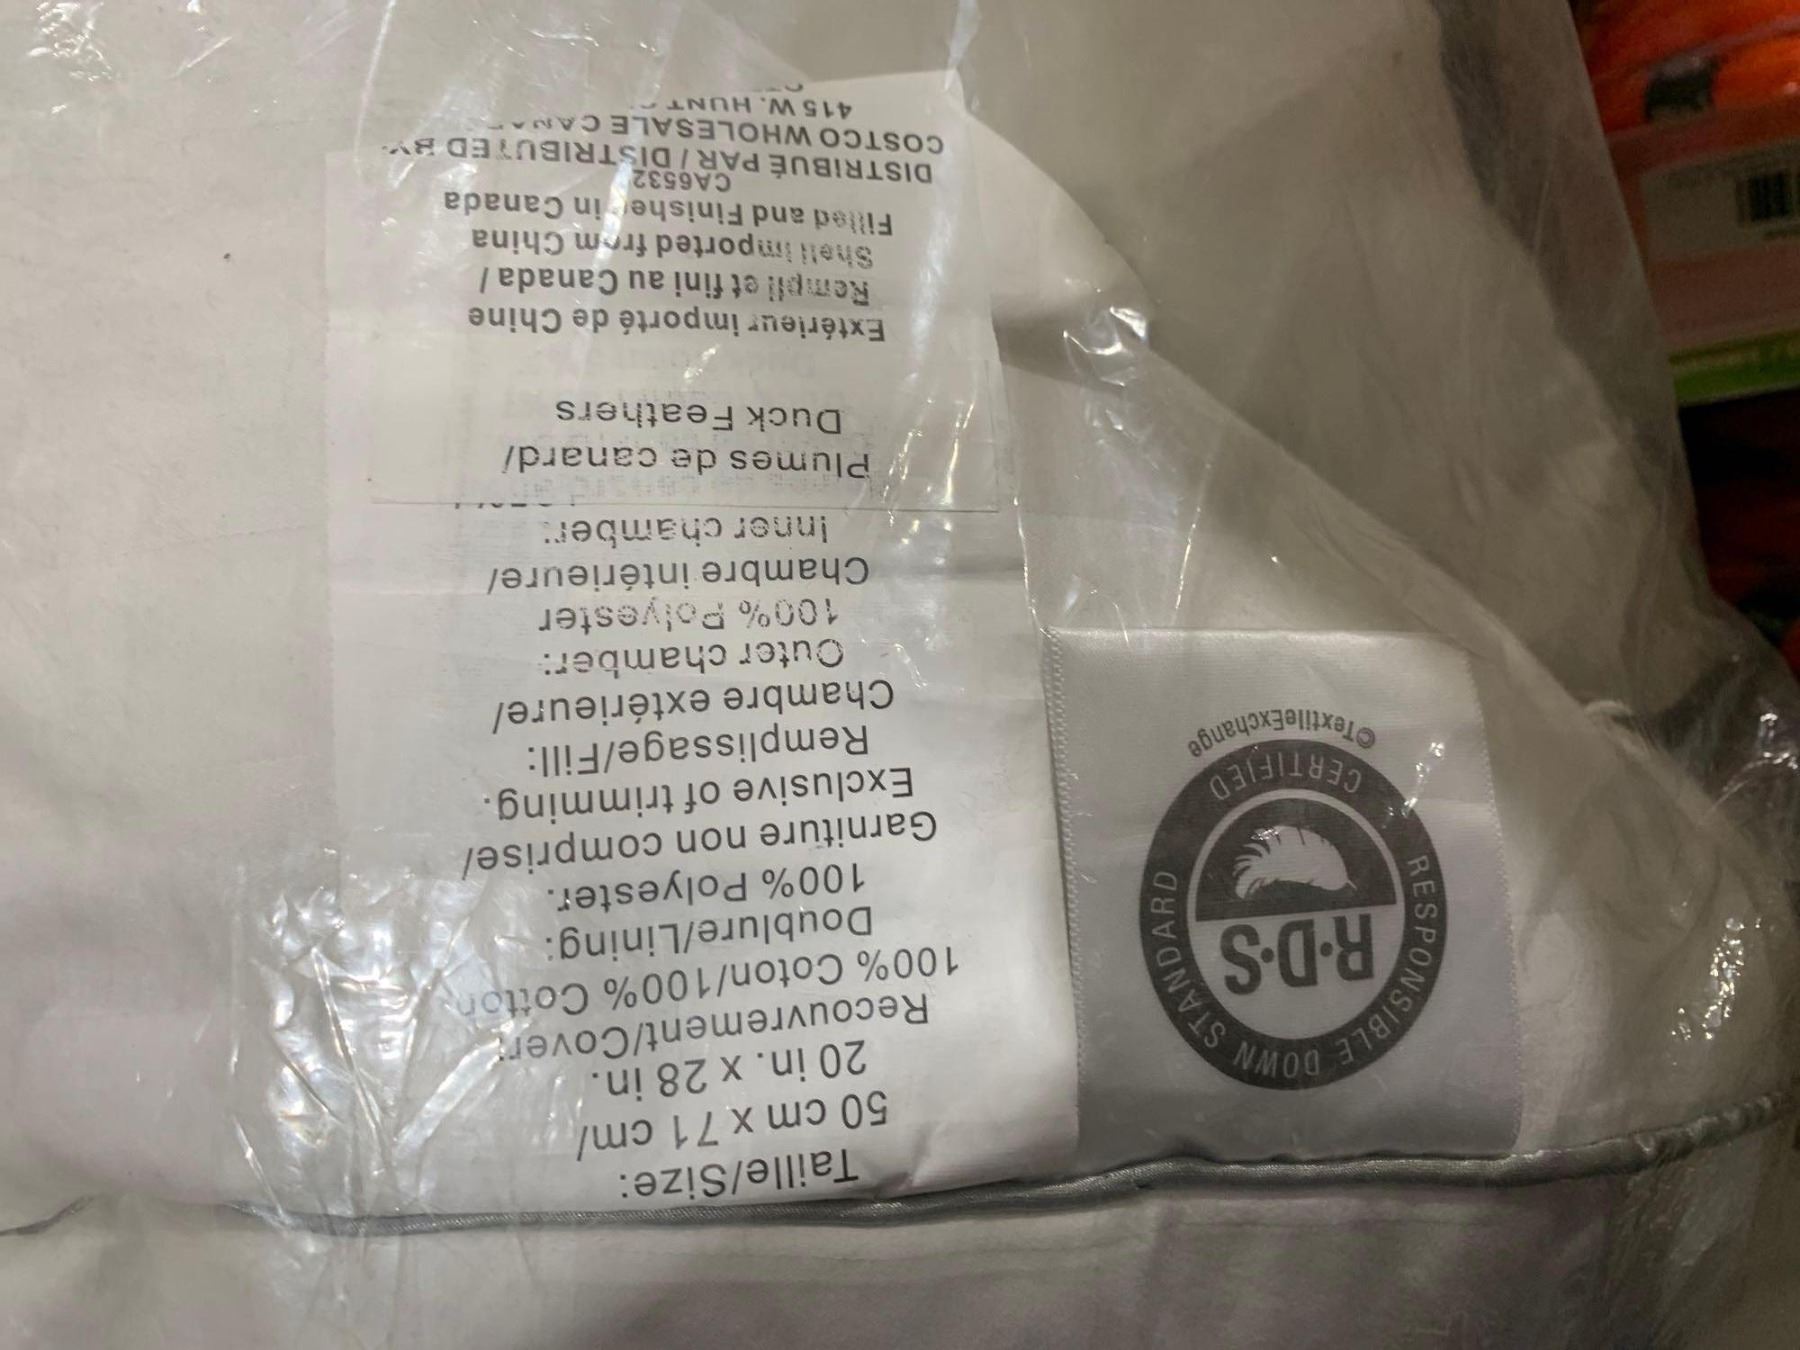 Taille/Size:
50 cm x 71 cm/
20 in. x 28 in.
Recouvrement/Cover:
100% Coton/100% Cotton
Doublure/Lining:
100% Polyester.
Garniture non comprise/
Exclusive of trimming.
Remplissage/Fill:
Chambre extérieure/
Outer chamber:
100% Polyester
Chambre intérieure/
Inner chamber:
Plumes de canard/
Duck Feathers
Extérieur importé de Chine
Rempli et fini au Canada /
Shell imported from China
Filled and Finished in Canada
CA6532
DISTRIBUÉ PAR / DISTRIBUTED BY:
COSTCO WHOLESALE
415 W. HUNT
RESPONSIBLE DOWN STANDARD
R·D·S
CERTIFIED
©TextileExchange